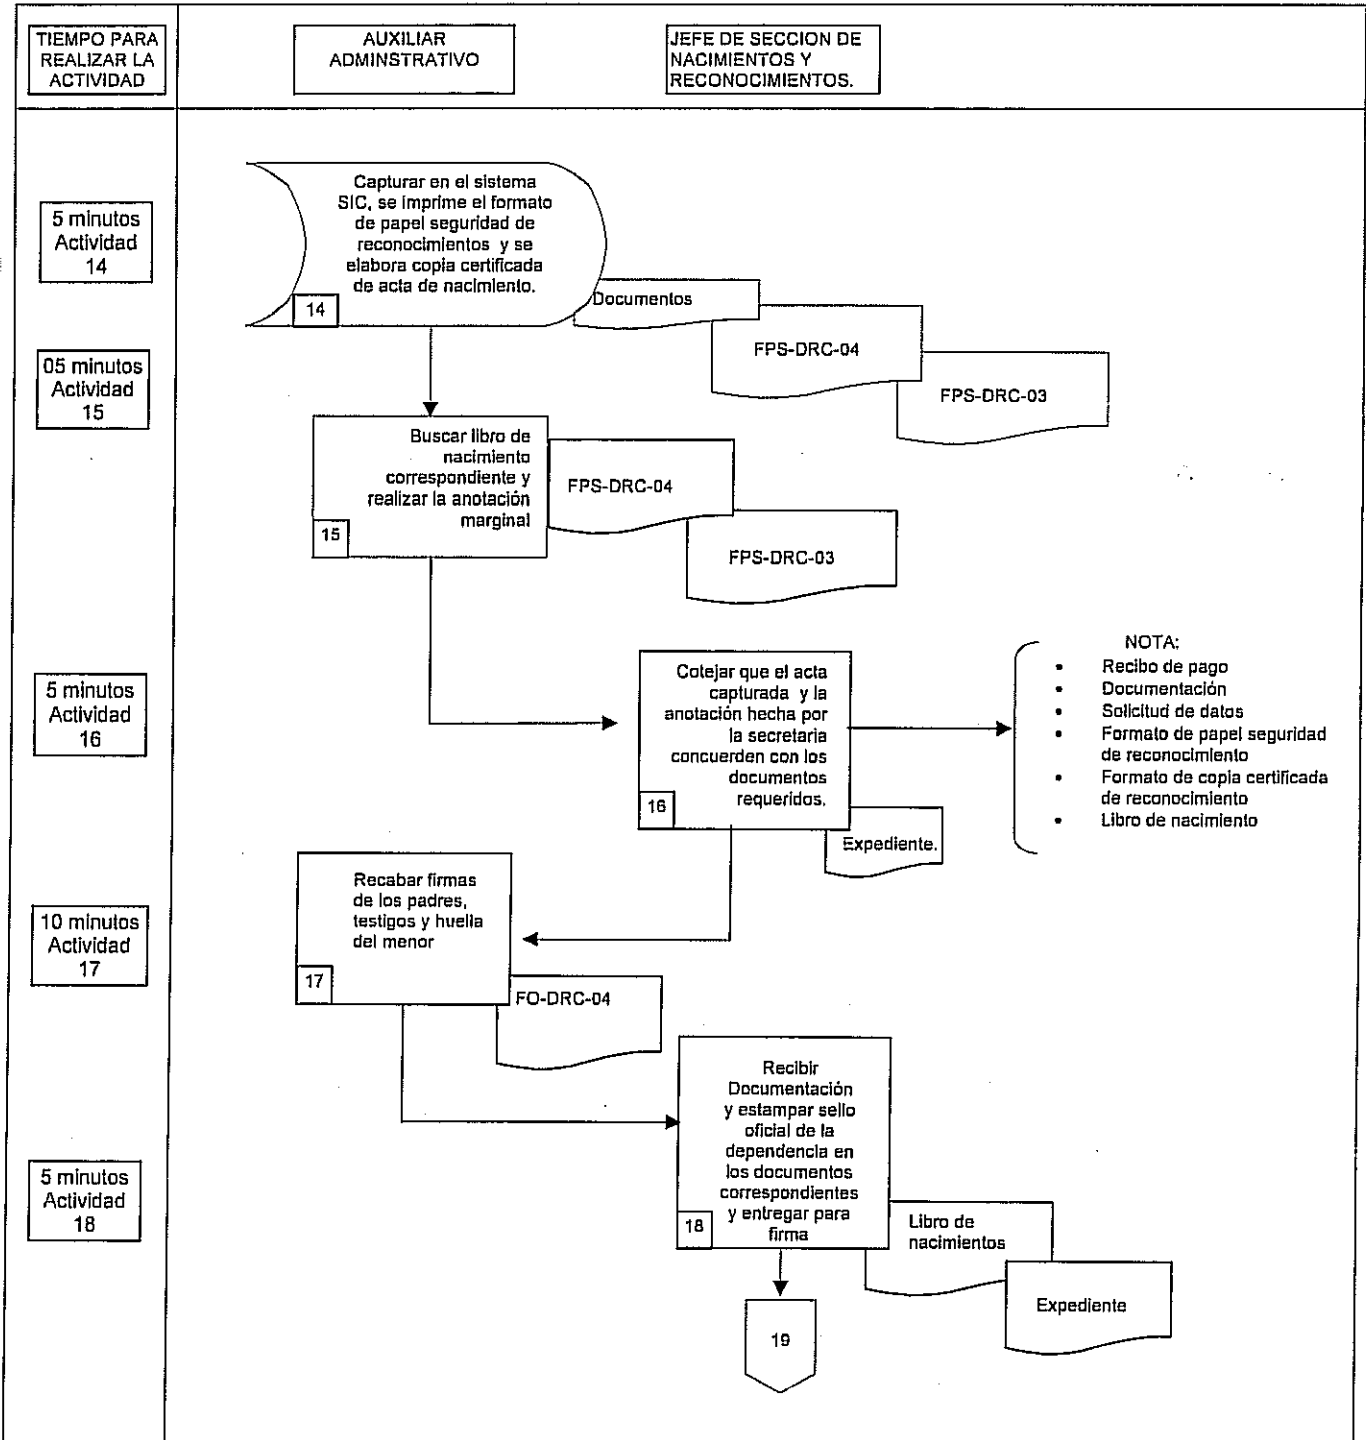 TIEMPO PARA
REALIZAR LA
ACTIVIDAD
AUXILIAR
ADMINSTRATIVO
JEFE DE SECCION DE
NACIMIENTOS Y
RECONOCIMIENTOS.
5 minutos
Actividad
14
Capturar en el sistema
SIC, se imprime el formato
de papel seguridad de
reconocimientos y se
elabora copia certificada
de acta de nacimiento.
14
Documentos
FPS-DRC-04
FPS-DRC-03
05 minutos
Actividad
15
Buscar libro de
nacimiento
correspondiente y
realizar la anotación
marginal
15
FPS-DRC-04
FPS-DRC-03
5 minutos
Actividad
16
Cotejar que el acta
capturada y la
anotación hecha por
la secretaria
concuerden con los
documentos
requeridos.
16
Expediente.
NOTA:
• Recibo de pago
• Documentación
• Solicitud de datos
• Formato de papel seguridad
de reconocimiento
• Formato de copia certificada
de reconocimiento
• Libro de nacimiento
10 minutos
Actividad
17
Recabar firmas
de los padres,
testigos y huella
del menor
17
FO-DRC-04
5 minutos
Actividad
18
Recibir
Documentación
y estampar sello
oficial de la
dependencia en
los documentos
correspondientes
y entregar para
firma
18
Libro de
nacimientos
Expediente
19